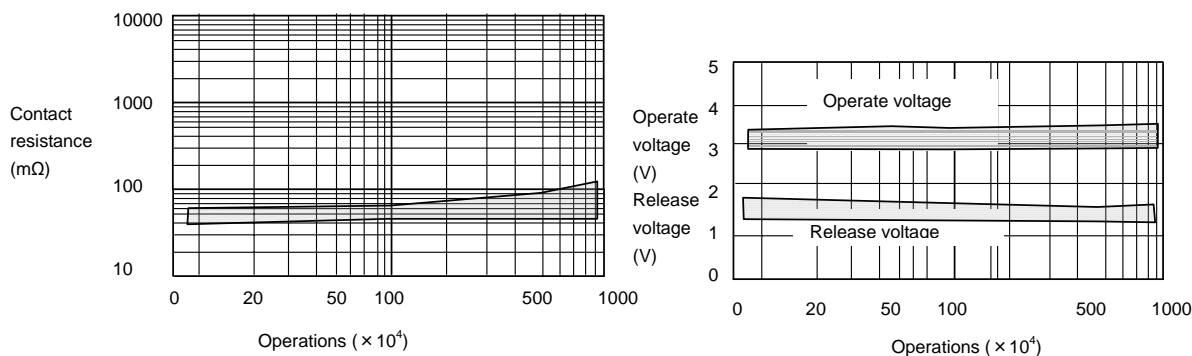 10000
1000
100
10
Contact
resistance
(mΩ)
0 20 50 100 500 1000
Operations (×10⁴)
5
4
3
2
1
0
Operate
voltage
(V)
Release
voltage
(V)
Operate voltage
Release voltage
0 20 50 100 500 1000
Operations (×10⁴)